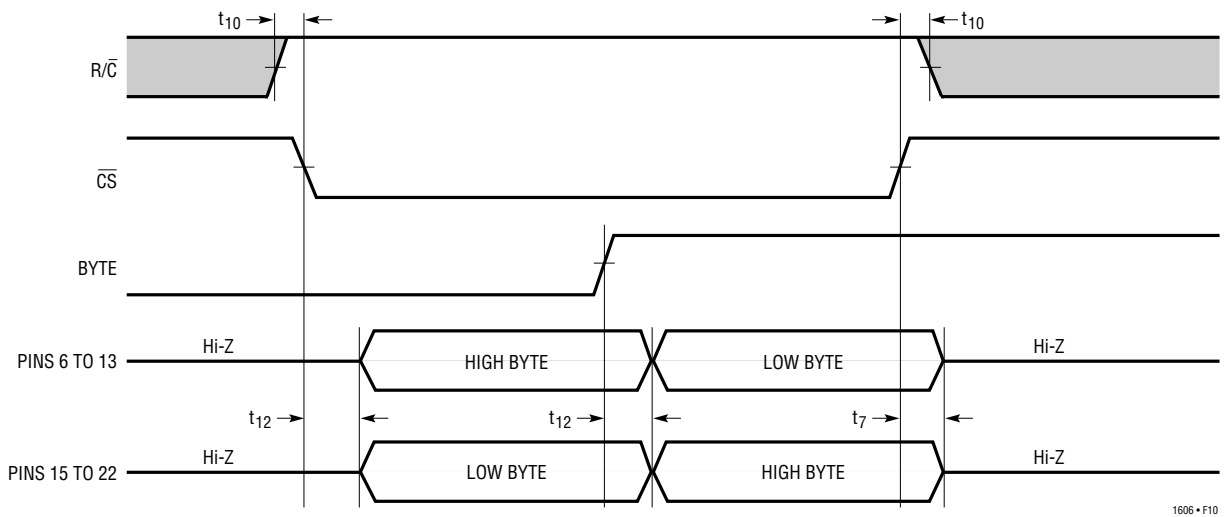 t10 t10
R/C̅
C̅S̅
BYTE
Hi-Z Hi-Z
PINS 6 TO 13 HIGH BYTE LOW BYTE
t12 t12 t7
Hi-Z Hi-Z
PINS 15 TO 22 LOW BYTE HIGH BYTE
1606 • F10